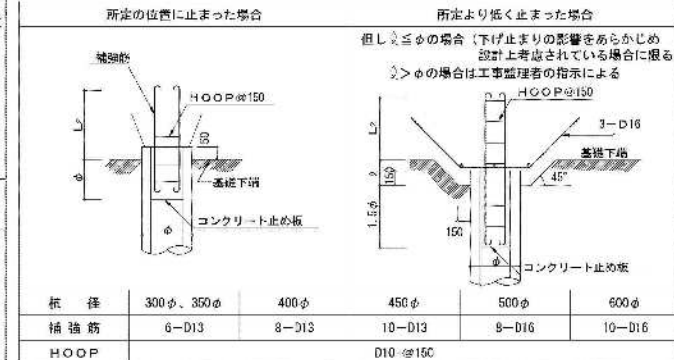 所定の位置に止まった場合
所定より低く止まった場合
但し ℓ≦φの場合（下げ止まりの影響をあらかじめ
設計上考慮されている場合に限る
ℓ>φの場合は工事監理者の指示による
補強筋
HOOP@150
HOOP@150
3-D16
L₂
60
L₂
基礎下端
φ
基礎下端
ℓ
150
45°
コンクリート止め板
1.5φ
150
φ
φ
コンクリート止め板
杭 径 300φ、350φ 400φ 450φ 500φ 600φ
補強筋 6-D13 8-D13 10-D13 8-D16 10-D16
HOOP D10-@150